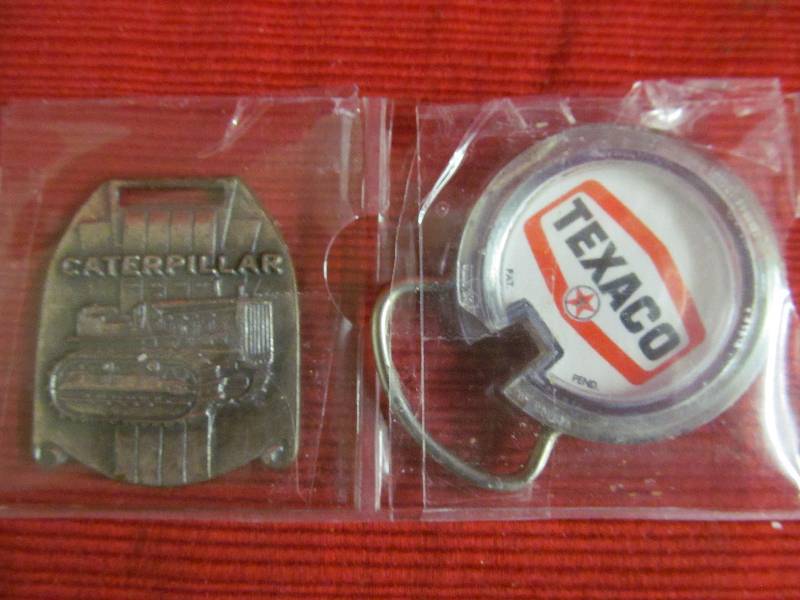 CATERPILLAR
TEXACO
PAT.
PEND.